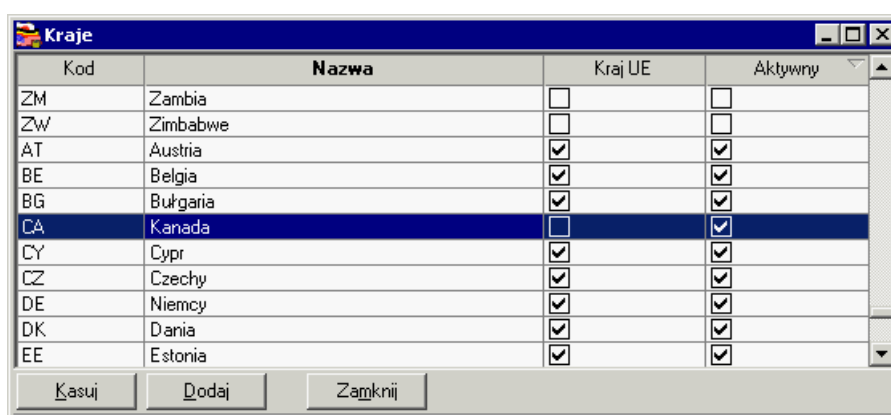 Kraje
Kod Nazwa Kraj UE Aktywny
ZM Zambia
ZW Zimbabwe
AT Austria
BE Belgia
BG Bułgaria
CA Kanada
CY Cypr
CZ Czechy
DE Niemcy
DK Dania
EE Estonia
Kasuj Dodaj Zamknij